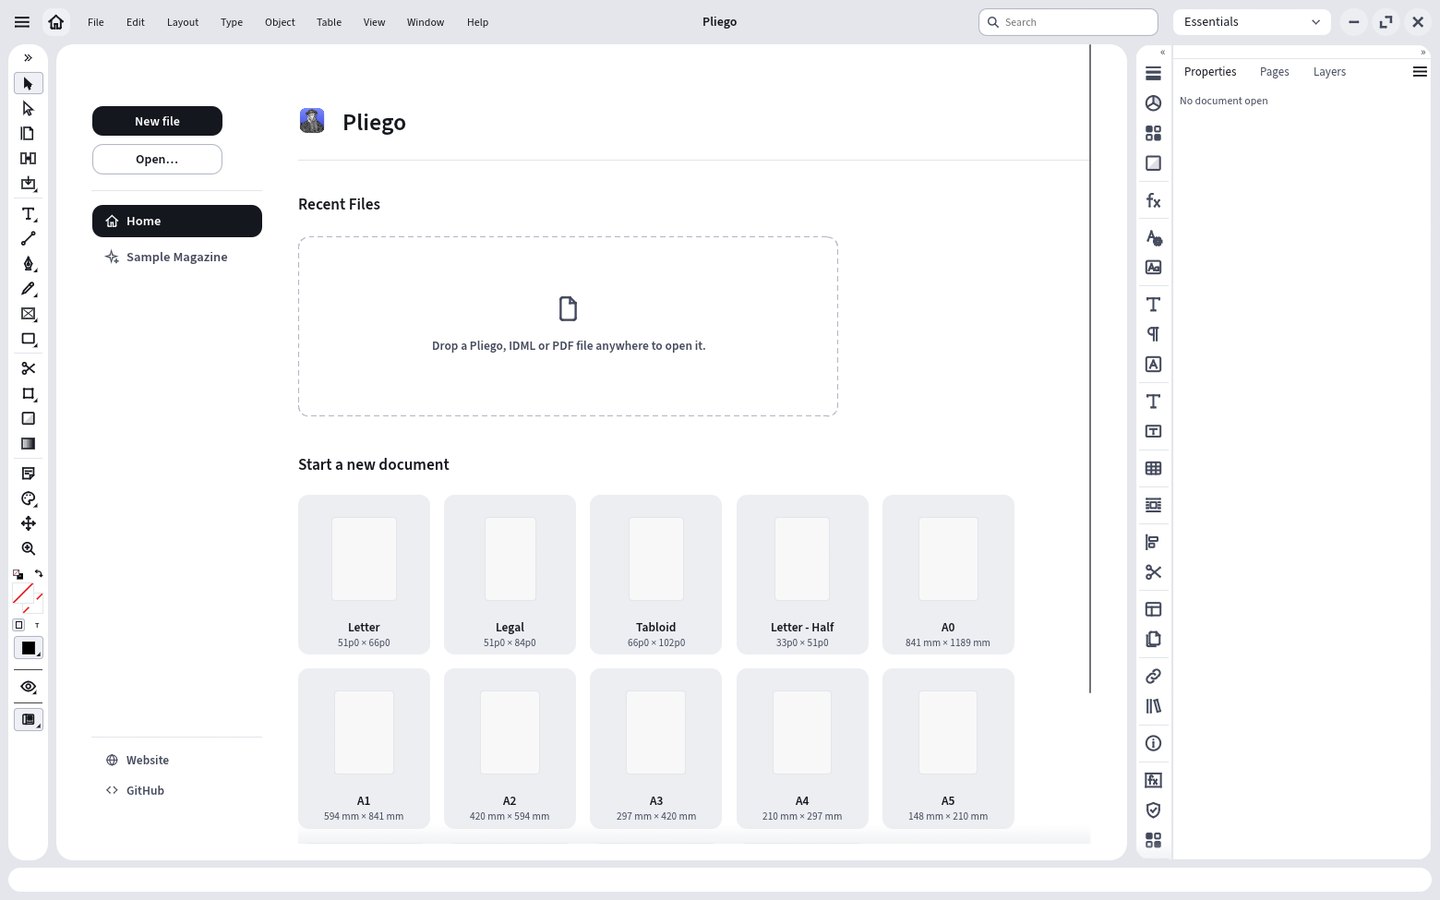 File Edit Layout Type Object Table View Window Help
Pliego
Search
Essentials
New file
Open...
Home
Sample Magazine
Website
GitHub
Pliego
Recent Files
Drop a Pliego, IDML or PDF file anywhere to open it.
Start a new document
Letter
51p0 × 66p0
Legal
51p0 × 84p0
Tabloid
66p0 × 102p0
Letter - Half
33p0 × 51p0
A0
841 mm × 1189 mm
A1
594 mm × 841 mm
A2
420 mm × 594 mm
A3
297 mm × 420 mm
A4
210 mm × 297 mm
A5
148 mm × 210 mm
Properties Pages Layers
No document open